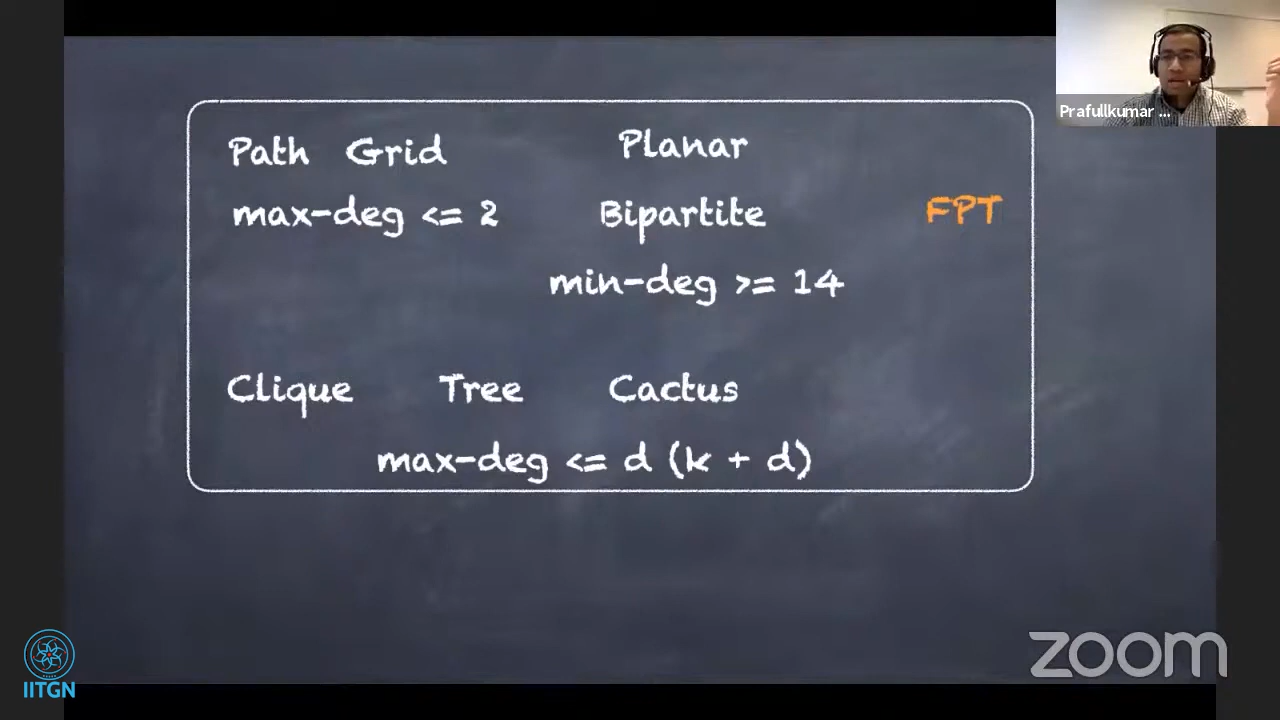 Prafullkumar ...
Path Grid Planar
max-deg <= 2 Bipartite FPT
min-deg >= 14
Clique Tree Cactus
max-deg <= d (k + d)
zoom
IITGN